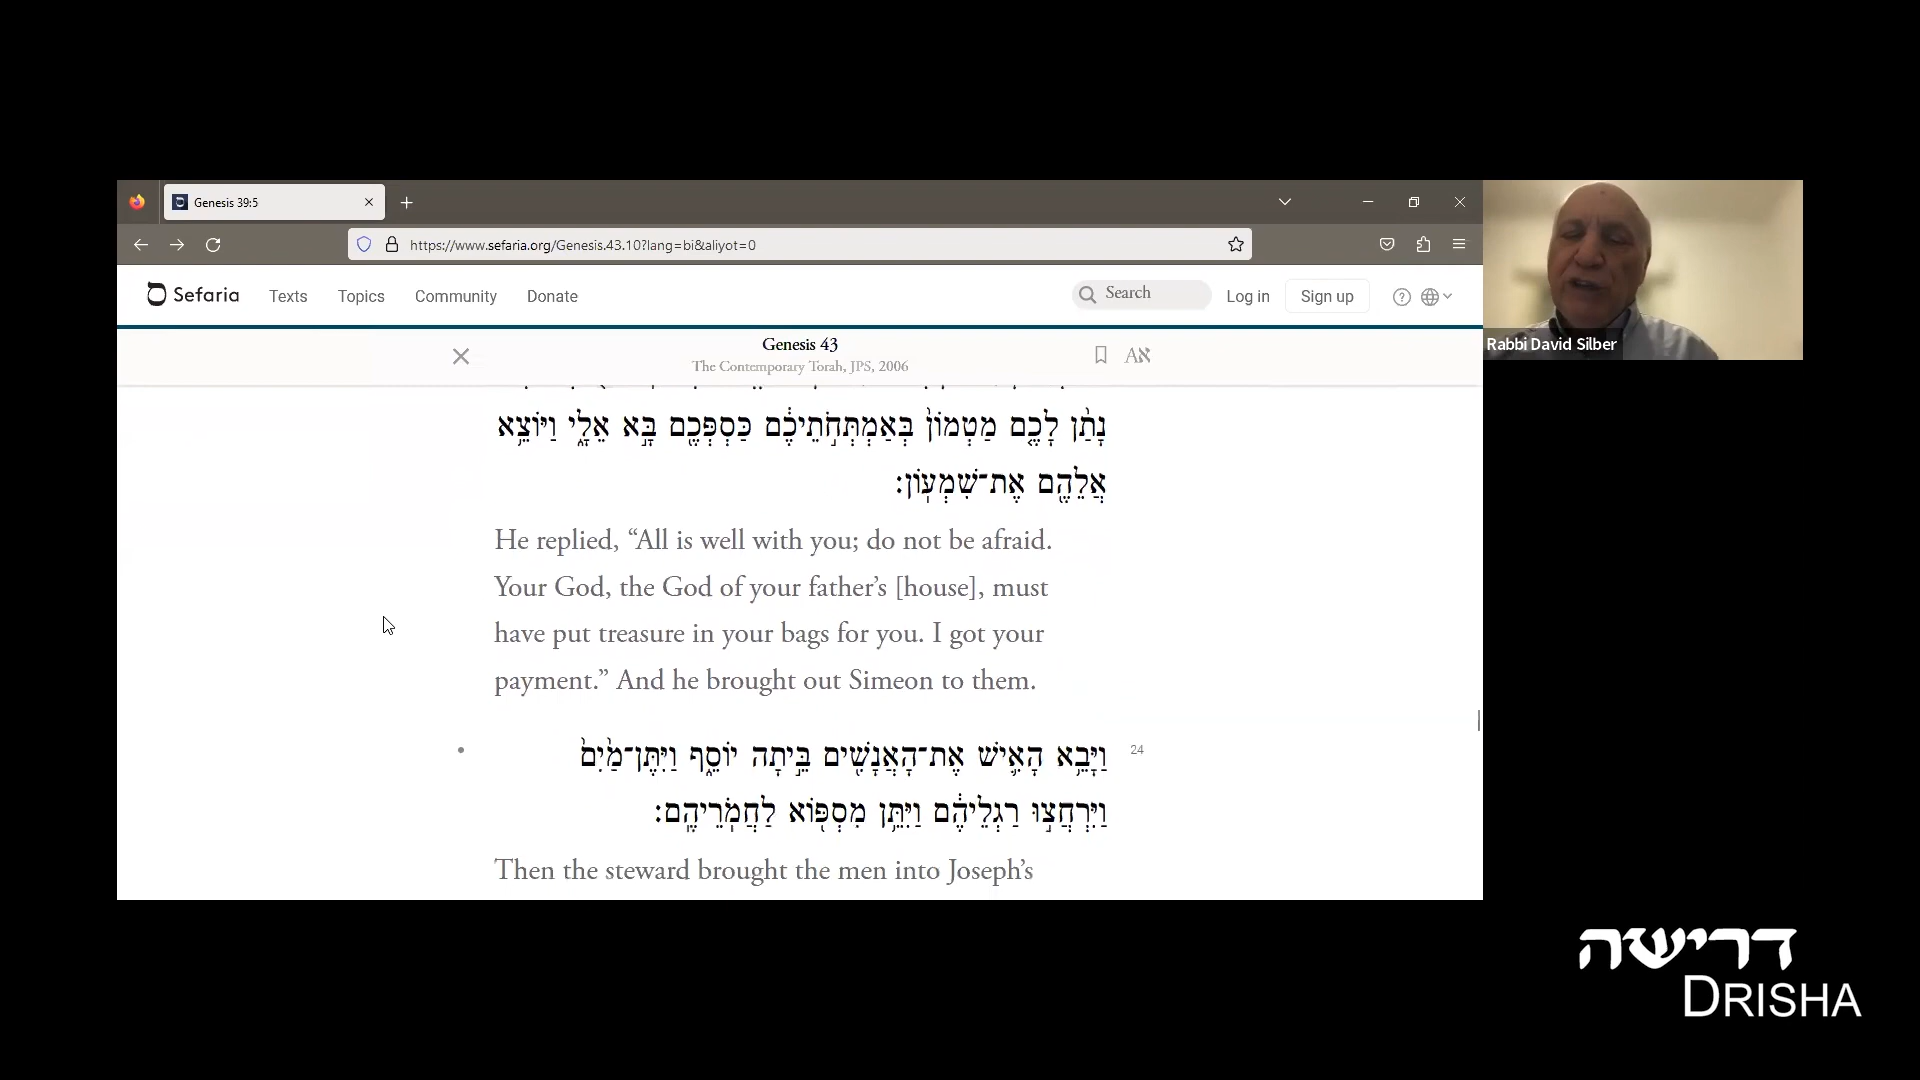 Genesis 39:5
https://www.sefaria.org/Genesis.43.10?lang=bi&aliyot=0
Sefaria Texts Topics Community Donate Search Log in Sign up
Genesis 43
The Contemporary Torah, JPS, 2006
Aא
נָתַ֨ן לָכֶ֤ם מַטְמוֹן֙ בְּאַמְתְּחֹ֣תֵיכֶ֔ם כַּסְפְּכֶ֖ם בָּ֣א אֵלָ֑י וַיּוֹצֵ֥א
אֲלֵהֶ֖ם אֶת־שִׁמְעֽוֹן׃
He replied, “All is well with you; do not be afraid.
Your God, the God of your father’s [house], must
have put treasure in your bags for you. I got your
payment.” And he brought out Simeon to them.
24
וַיָּבֵ֥א הָאִ֛ישׁ אֶת־הָאֲנָשִׁ֖ים בֵּ֣יתָה יוֹסֵ֑ף וַיִּתֶּן־מַ֙יִם֙
וַיִּרְחֲצ֣וּ רַגְלֵיהֶ֔ם וַיִּתֵּ֥ן מִסְפּ֖וֹא לַחֲמֹֽרֵיהֶֽם׃
Then the steward brought the men into Joseph’s
Rabbi David Silber
דרישה
DRISHA